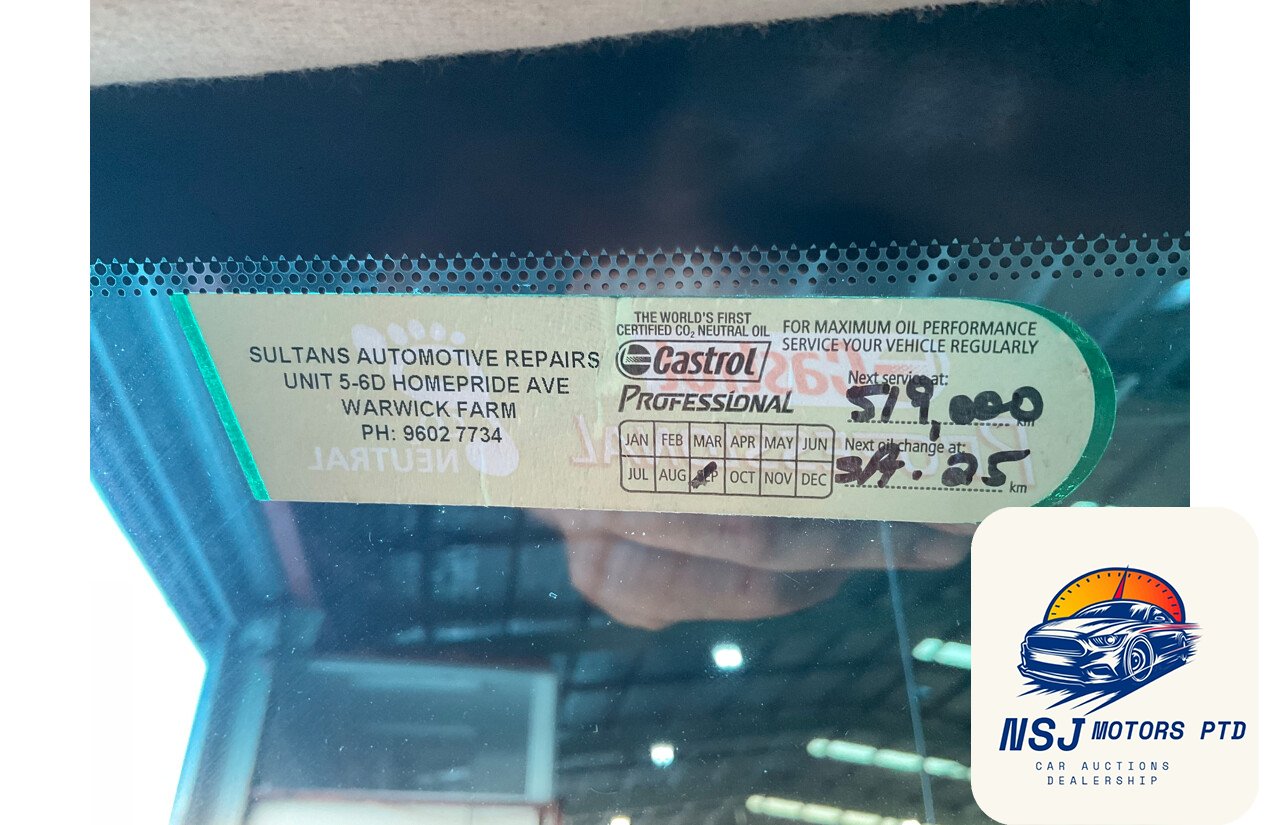 SULTANS AUTOMOTIVE REPAIRS
UNIT 5-6D HOMEPRIDE AVE
WARWICK FARM
PH: 9602 7734
THE WORLD'S FIRST
CERTIFIED CO₂ NEUTRAL OIL
Castrol
PROFESSIONAL
JAN FEB MAR APR MAY JUN
JUL AUG SEP OCT NOV DEC
FOR MAXIMUM OIL PERFORMANCE
SERVICE YOUR VEHICLE REGULARLY
Next service at:
519,000 km
Next oil change at:
25 km
Castrol
PROFESSIONAL
NEUTRAL
NSJ MOTORS PTD
CAR AUCTIONS
DEALERSHIP